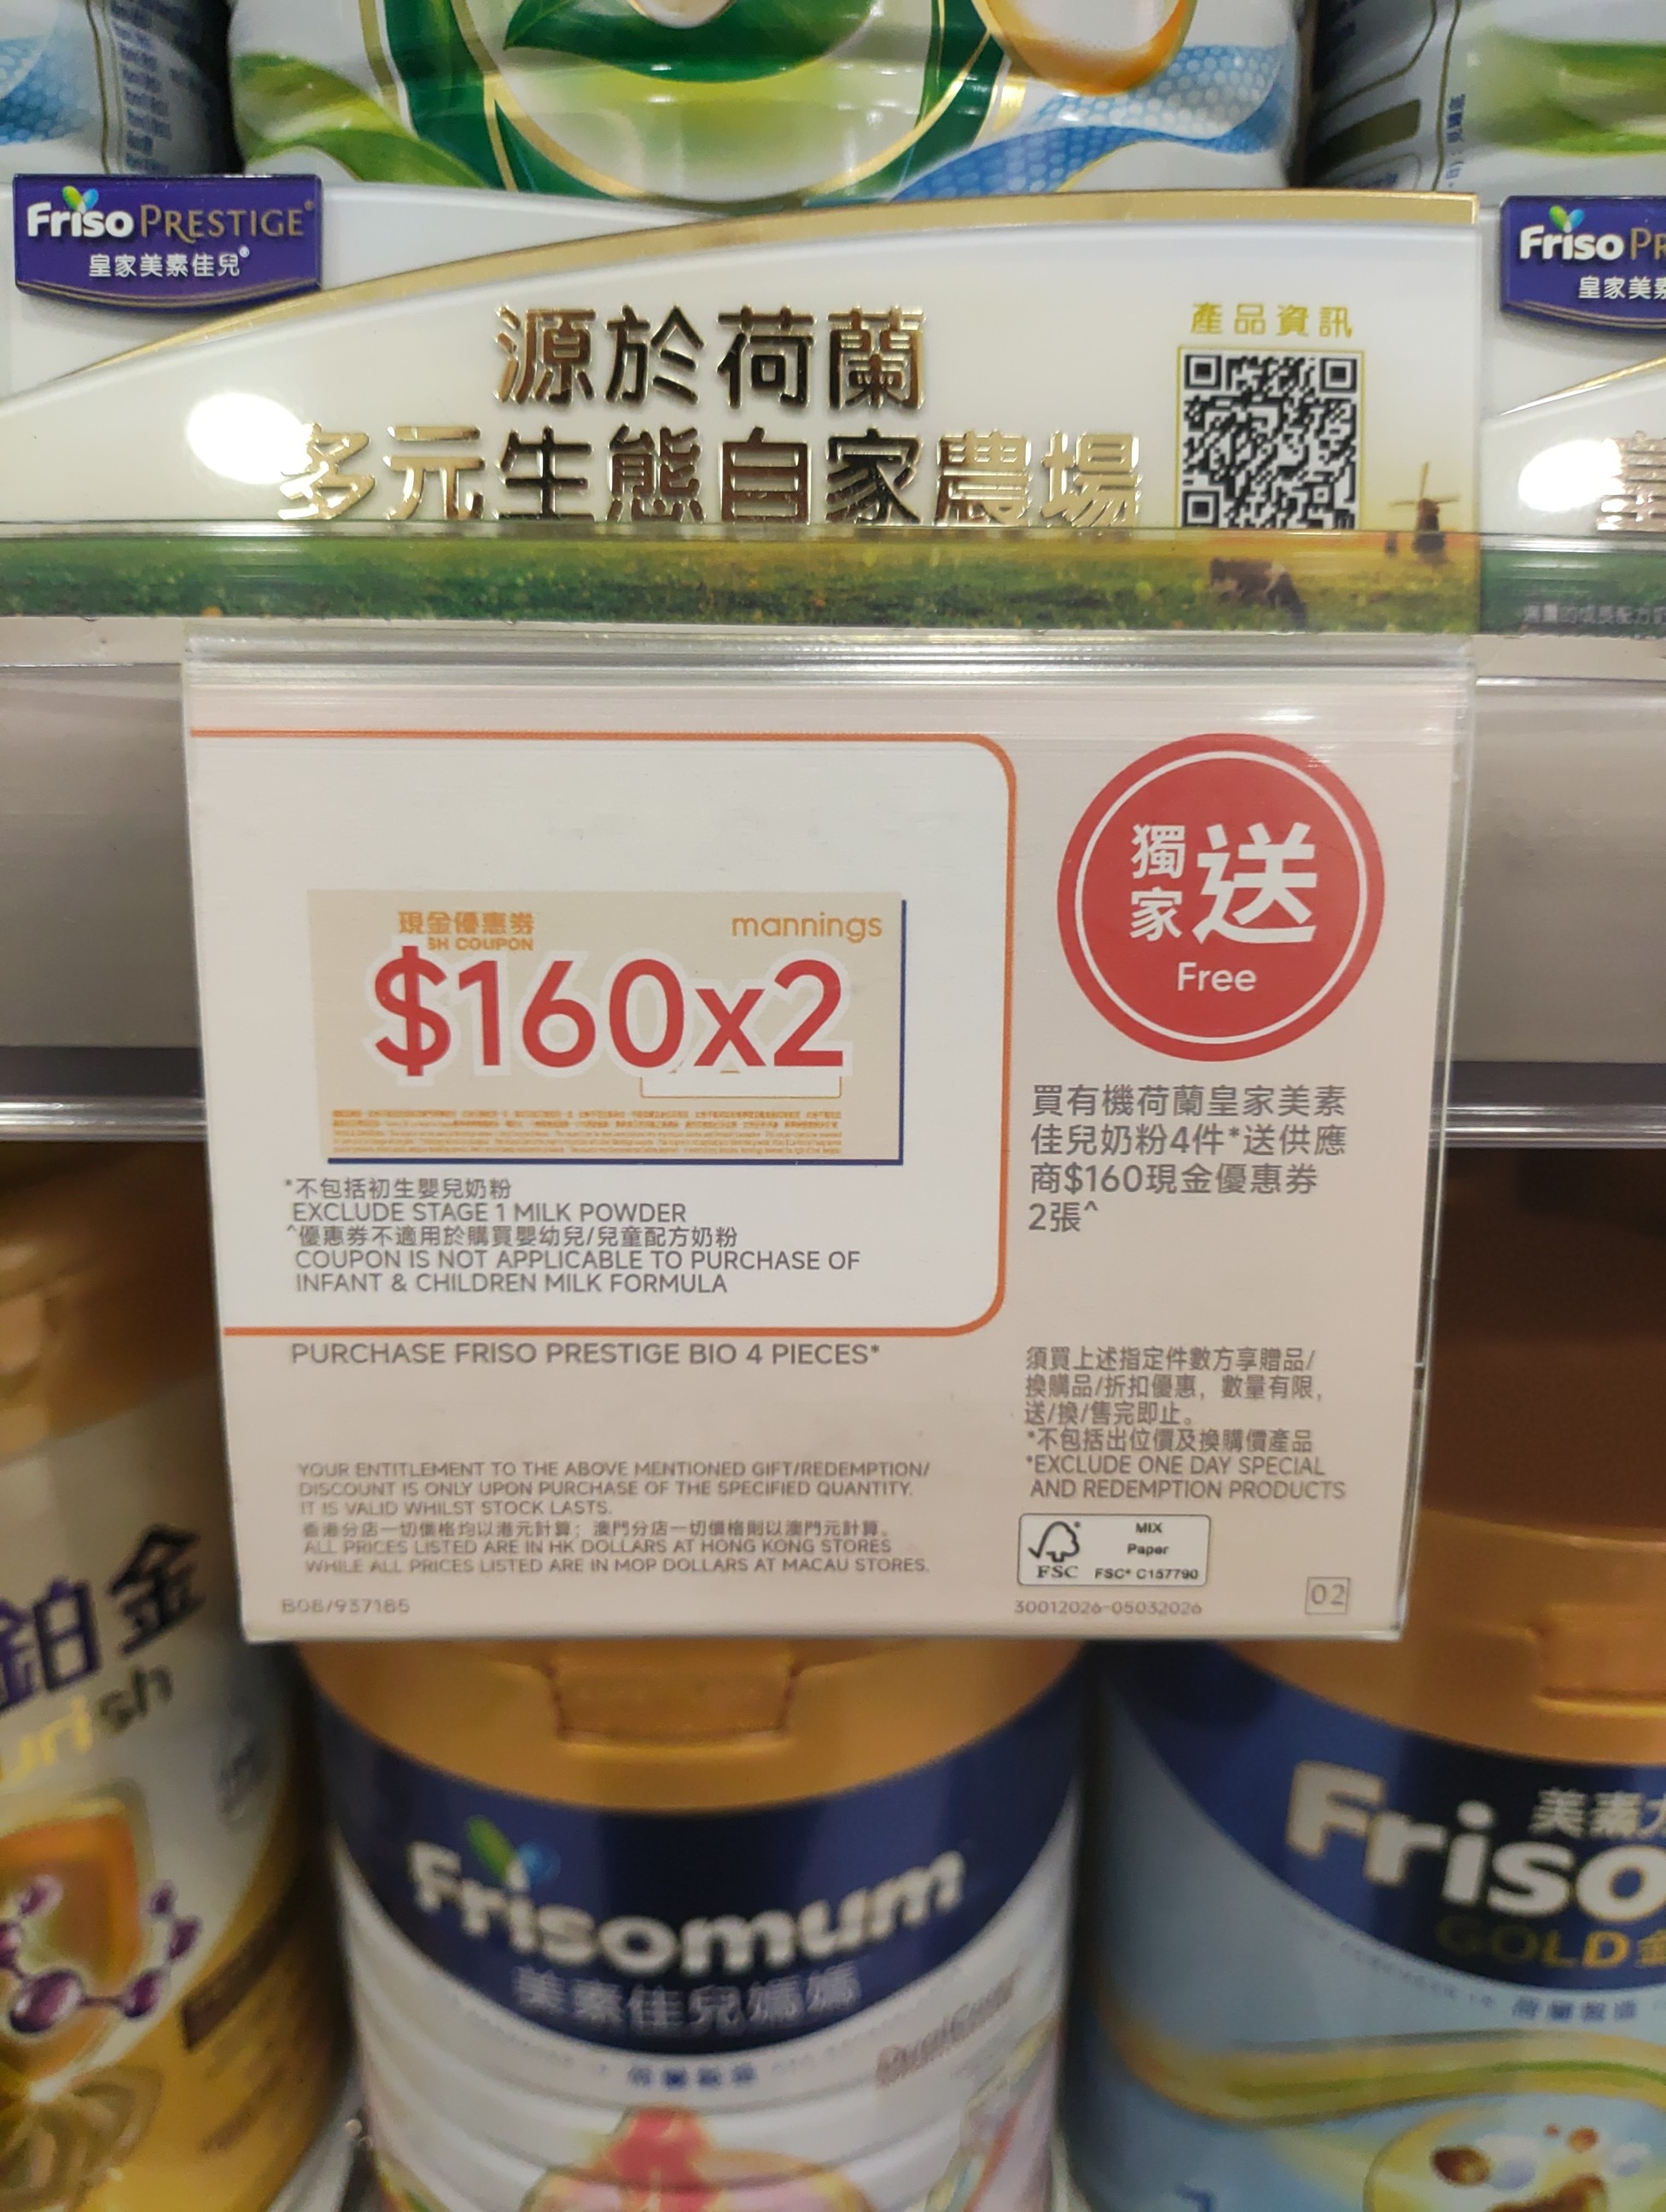 Friso PRESTIGE®
皇家美素佳兒®
源於荷蘭
多元生態自家農場
產品資訊
Friso PR
皇家美素
現金優惠券
SH COUPON
mannings
$160x2
*不包括初生嬰兒奶粉
EXCLUDE STAGE 1 MILK POWDER
^優惠券不適用於購買嬰幼兒/兒童配方奶粉
COUPON IS NOT APPLICABLE TO PURCHASE OF
INFANT & CHILDREN MILK FORMULA
獨家送
Free
買有機荷蘭皇家美素
佳兒奶粉4件*送供應
商$160現金優惠券
2張^
PURCHASE FRISO PRESTIGE BIO 4 PIECES*
須買上述指定件數方享贈品/
換購品/折扣優惠，數量有限，
送/換/售完即止。
*不包括出位價及換購價產品
*EXCLUDE ONE DAY SPECIAL
AND REDEMPTION PRODUCTS
YOUR ENTITLEMENT TO THE ABOVE MENTIONED GIFT/REDEMPTION/
DISCOUNT IS ONLY UPON PURCHASE OF THE SPECIFIED QUANTITY.
IT IS VALID WHILST STOCK LASTS.
香港分店一切價格均以港元計算；澳門分店一切價格則以澳門元計算。
ALL PRICES LISTED ARE IN HK DOLLARS AT HONG KONG STORES
WHILE ALL PRICES LISTED ARE IN MOP DOLLARS AT MACAU STORES.
FSC
MIX
Paper
FSC® C157790
B08/937185
30012026-05032026
02
鉑金
Frisomum
美素佳兒媽媽
DualCare
Friso
美素
GOLD 金